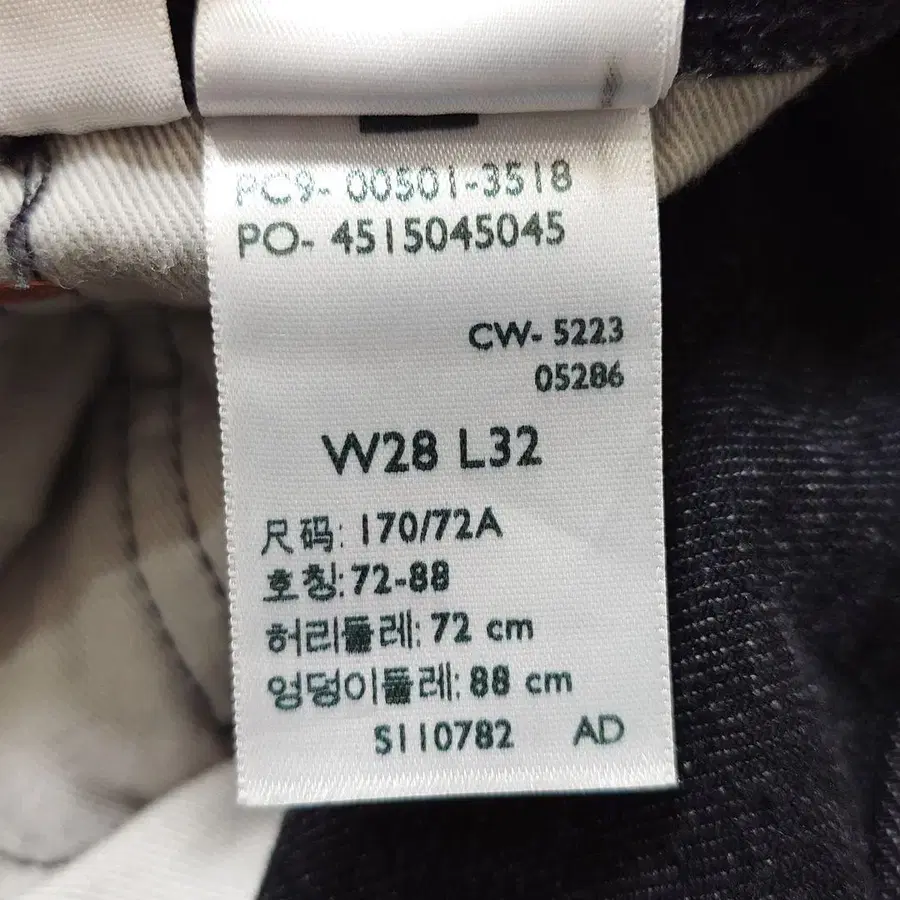 PC9- 00501-3518
PO- 4515045045
CW- 5223
05286
W28 L32
尺码: 170/72A
호칭: 72-88
허리둘레: 72 cm
엉덩이둘레: 88 cm
S110782 AD